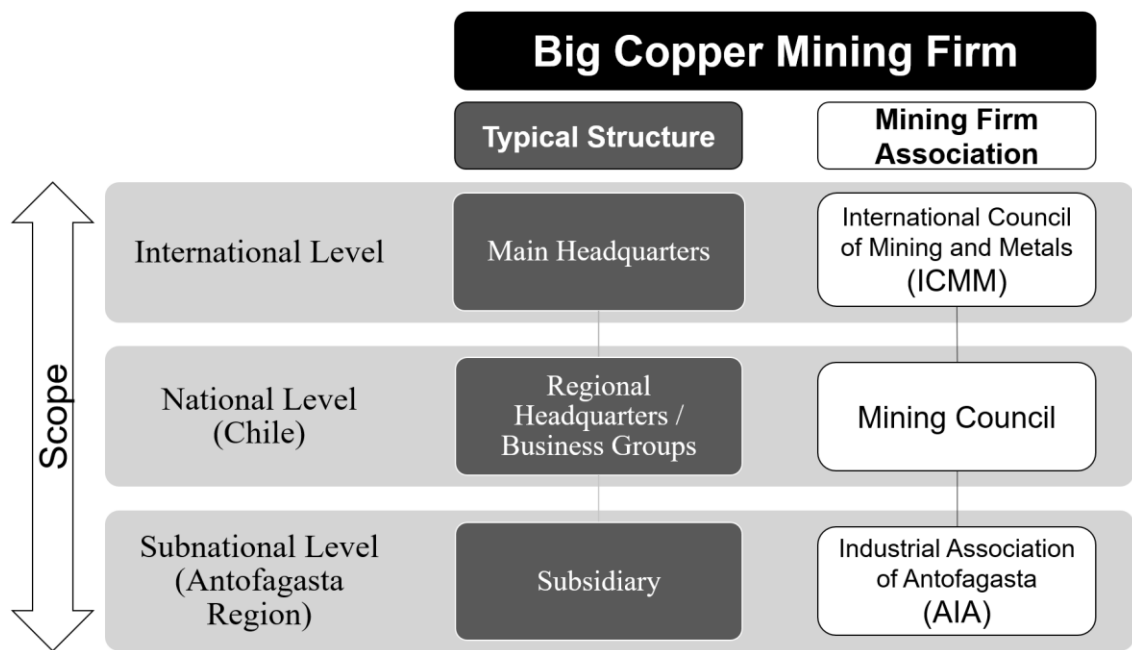 Big Copper Mining Firm
Typical Structure
Mining Firm
Association
Scope
International Level
Main Headquarters
International Council
of Mining and Metals
(ICMM)
National Level
(Chile)
Regional
Headquarters /
Business Groups
Mining Council
Subnational Level
(Antofagasta
Region)
Subsidiary
Industrial Association
of Antofagasta
(AIA)